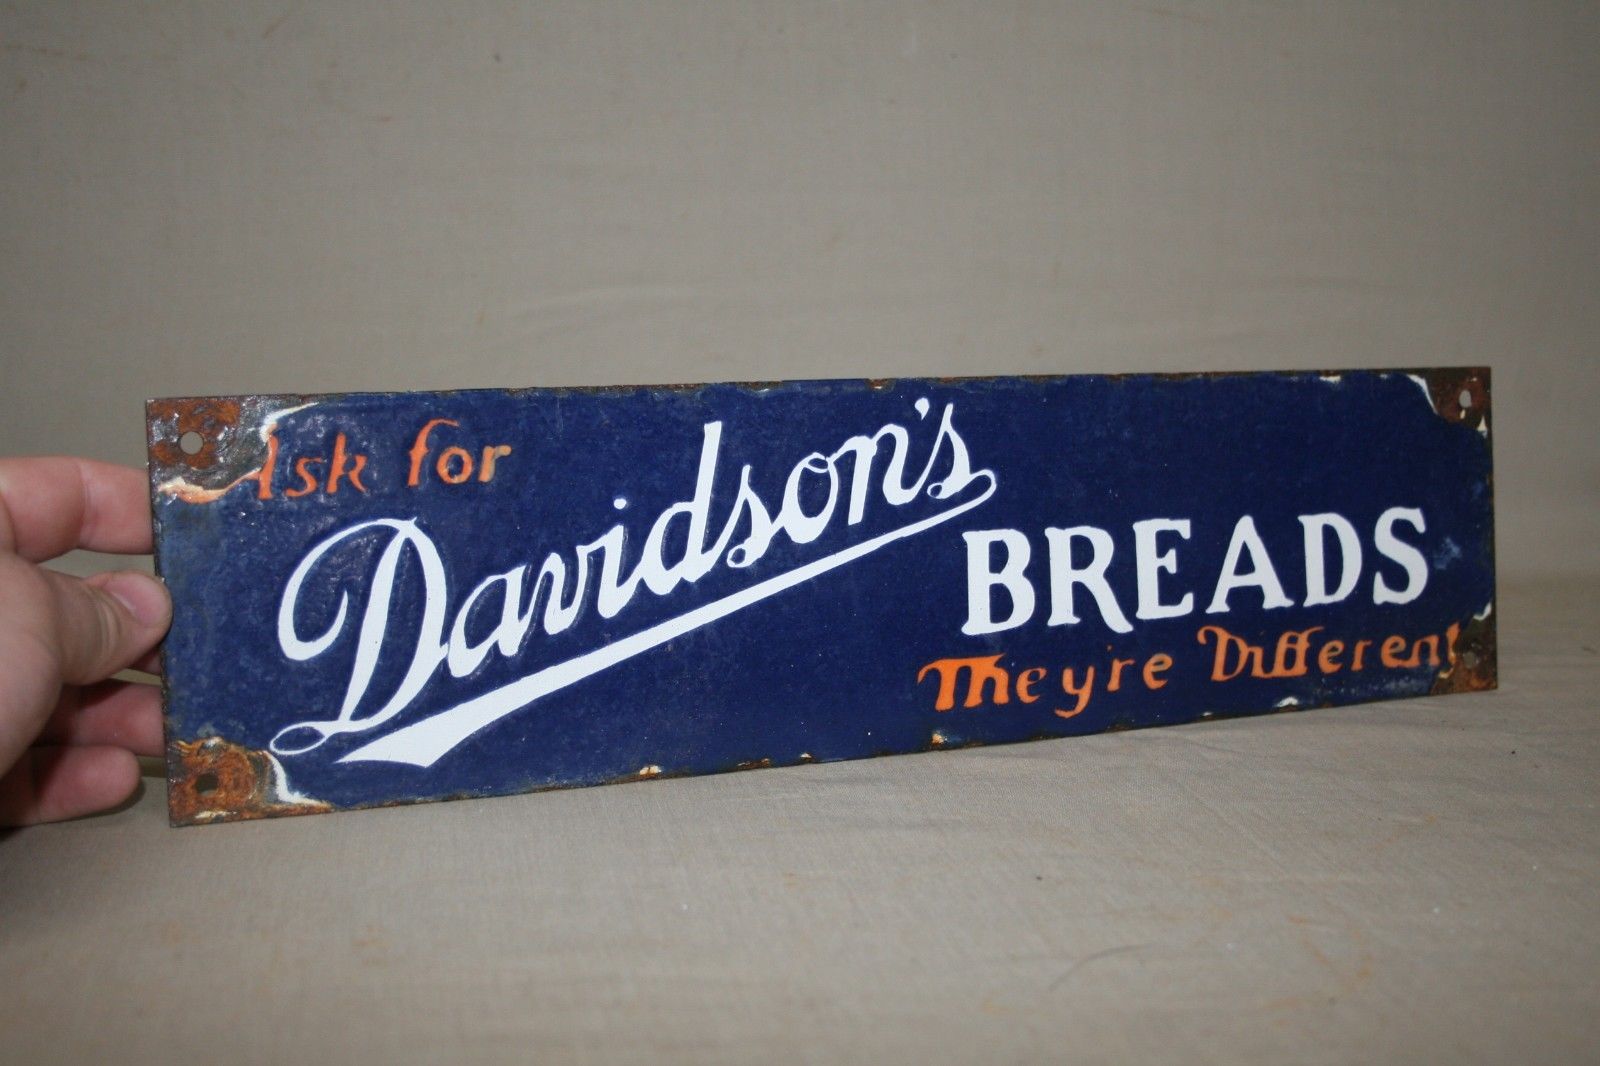 Ask for
Davidson's
BREADS
They're Different